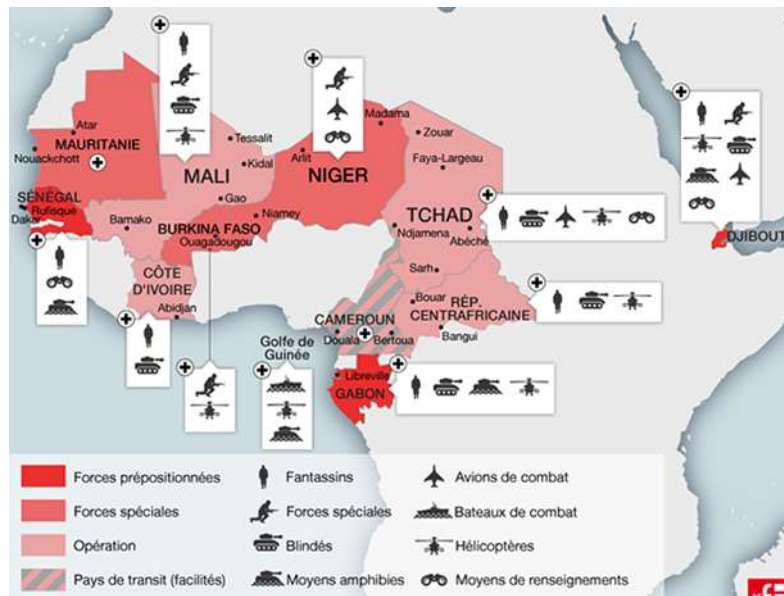 Atar
MAURITANIE
Nouackchott
SÉNÉGAL
Dakar
Rufisque
Tessalit
Kidal
MALI
Gao
Bamako
BURKINA FASO
Ouagadougou
Niamey
CÔTE
D'IVOIRE
Abidjan
Madama
Arlit
NIGER
Zouar
Faya-Largeau
TCHAD
Ndjamena
Abéché
Sarh
Bouar
RÉP.
CENTRAFRICAINE
Bangui
CAMEROUN
Douala
Bertoua
Golfe de
Guinée
Libreville
GABON
DJIBOUTI
Forces prépositionnées
Fantassins
Avions de combat
Forces spéciales
Forces spéciales
Bateaux de combat
Opération
Blindés
Hélicoptères
Pays de transit (facilités)
Moyens amphibies
Moyens de renseignements